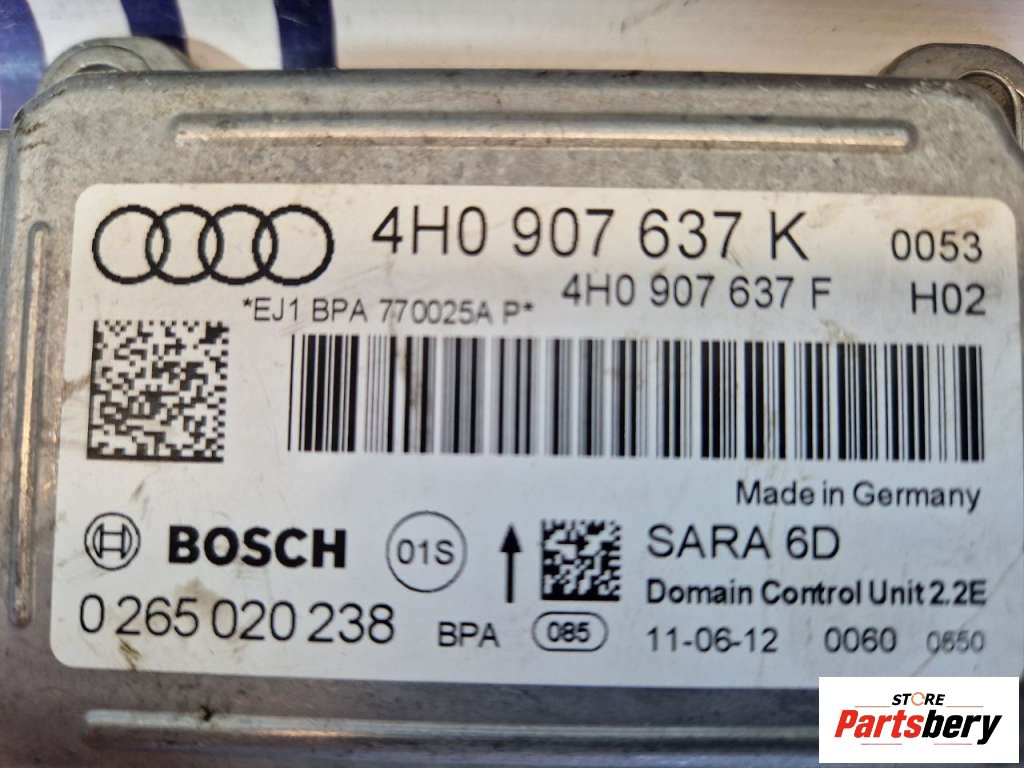 4H0 907 637 K 0053
*EJ1 BPA 770025A P* 4H0 907 637 F H02
Made in Germany
BOSCH 01S SARA 6D
Domain Control Unit 2.2E
0 265 020 238 BPA 085 11-06-12 0060 0650
STORE
Partsbery